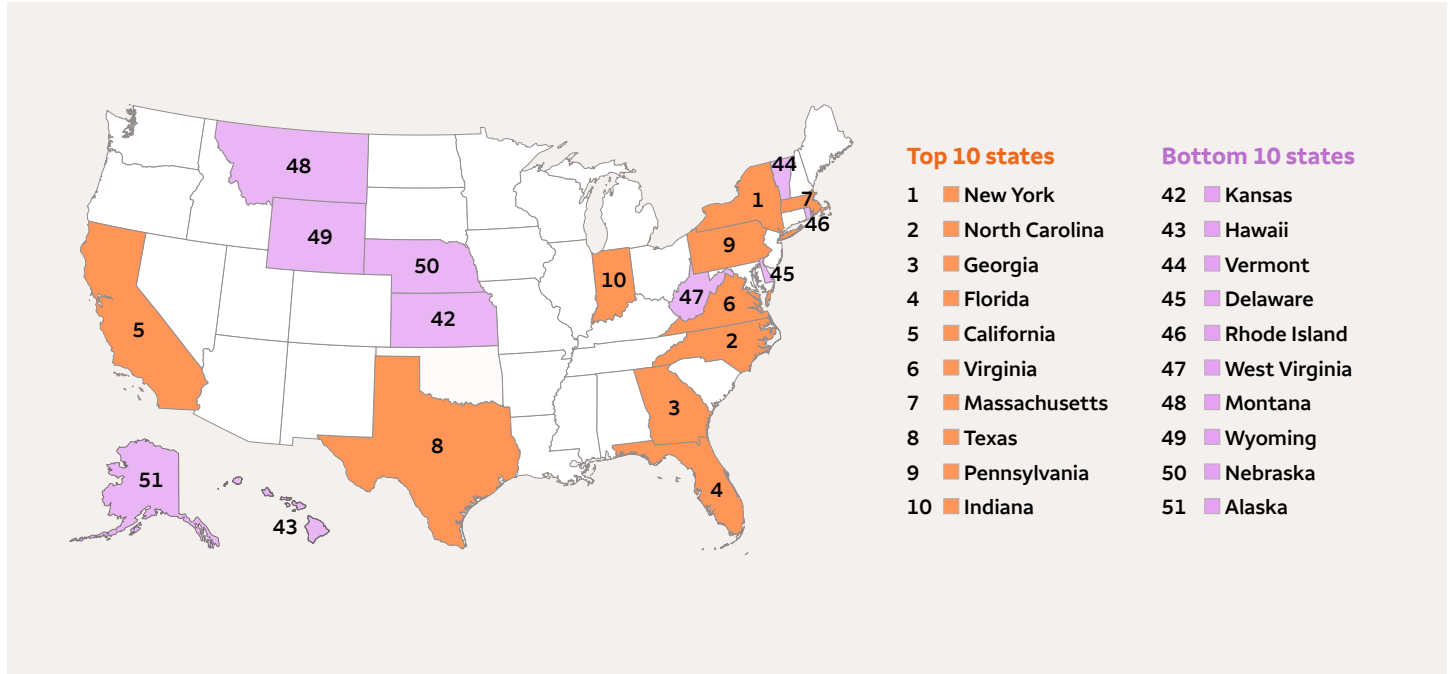 48
49
50
42
5
8
51
43
10
1
44
7
46
9
45
47
6
2
3
4
Top 10 states
1 New York
2 North Carolina
3 Georgia
4 Florida
5 California
6 Virginia
7 Massachusetts
8 Texas
9 Pennsylvania
10 Indiana
Bottom 10 states
42 Kansas
43 Hawaii
44 Vermont
45 Delaware
46 Rhode Island
47 West Virginia
48 Montana
49 Wyoming
50 Nebraska
51 Alaska